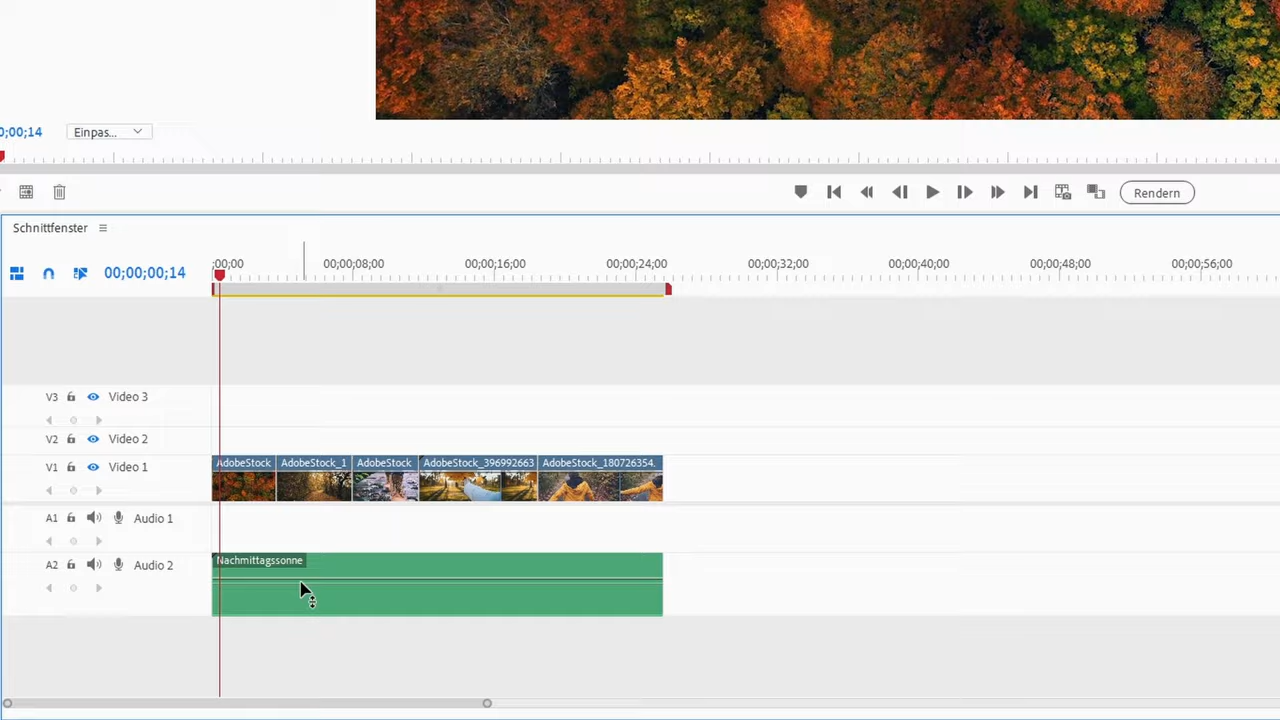 0;00;14 Einpas...
Rendern
Schnittfenster
00;00;00;14
;00;00 00;00;08;00 00;00;16;00 00;00;24;00 00;00;32;00 00;00;40;00 00;00;48;00 00;00;56;00
V3 Video 3
V2 Video 2
V1 Video 1
AdobeStock AdobeStock_1 AdobeStock AdobeStock_396992663 AdobeStock_180726354.
A1 Audio 1
A2 Audio 2
Nachmittagssonne